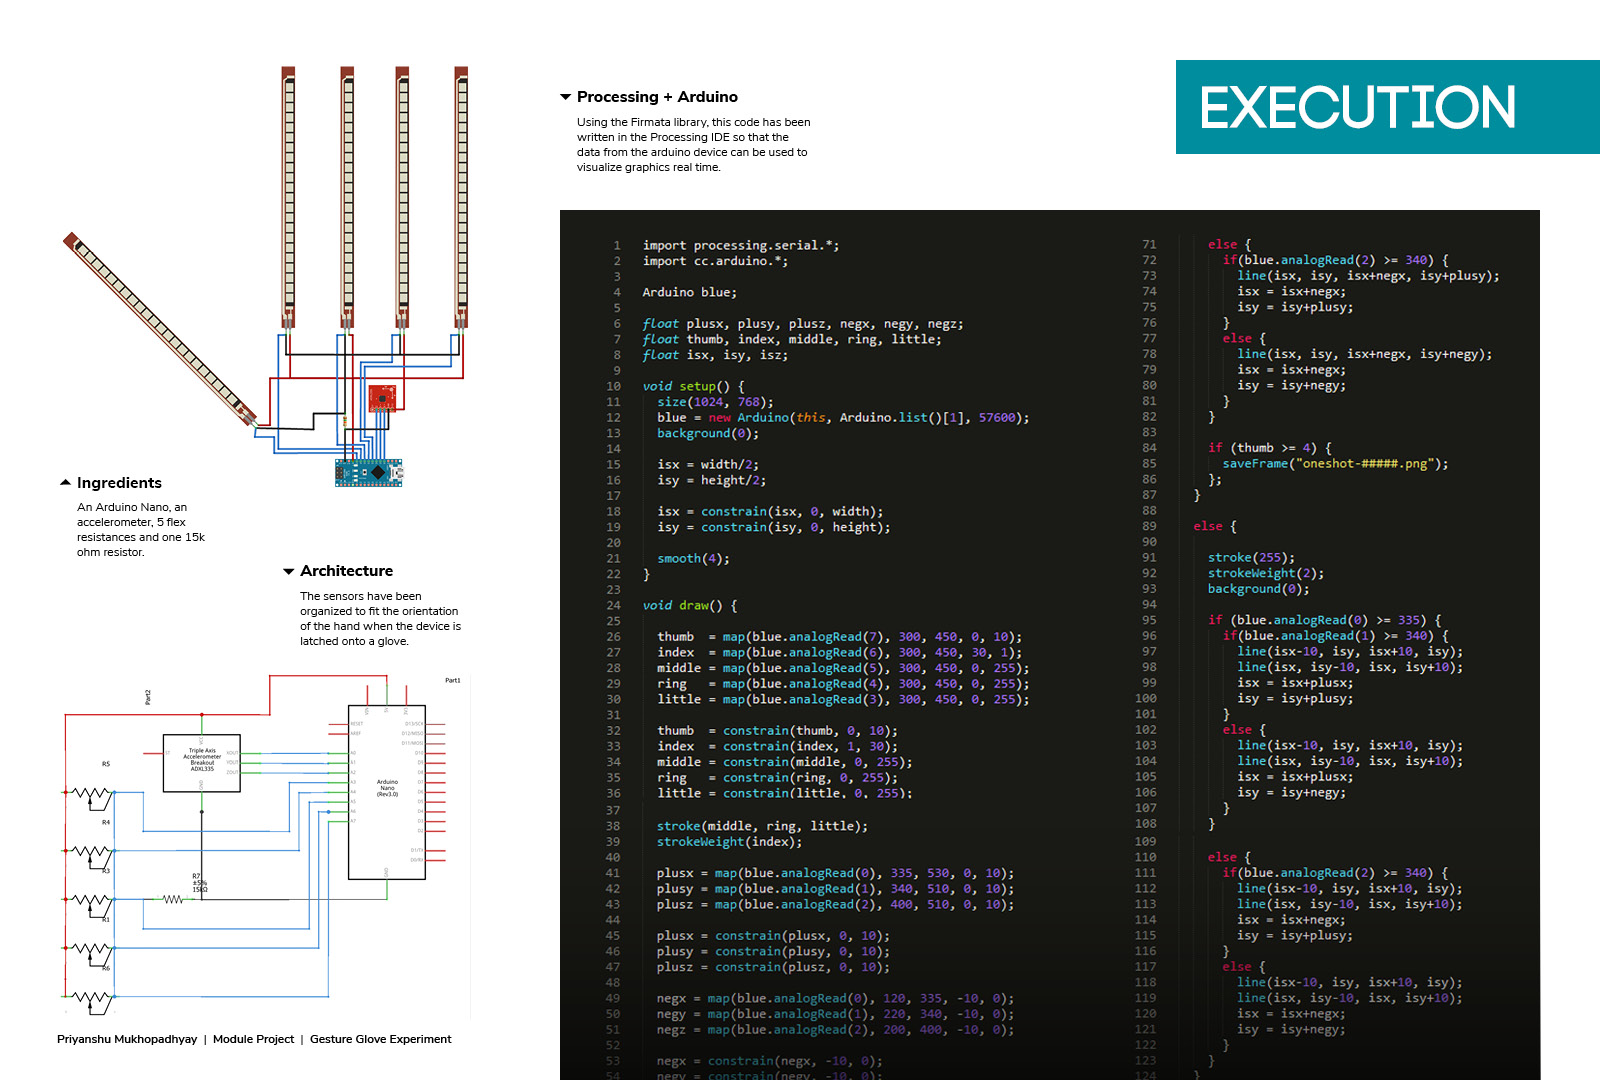 EXECUTION
Processing + Arduino
Using the Firmata library, this code has been
written in the Processing IDE so that the
data from the arduino device can be used to
visualize graphics real time.
Ingredients
An Arduino Nano, an
accelerometer, 5 flex
resistances and one 15k
ohm resistor.
Architecture
The sensors have been
organized to fit the orientation
of the hand when the device is
latched onto a glove.
Part2
Part1
Triple Axis
Accelerometer
Breakout
ADXL335
Arduino
Nano
(Rev3.0)
R5
R4
R3
R7
±5%
15kΩ
R1
R6
Priyanshu Mukhopadhyay | Module Project | Gesture Glove Experiment
1 import processing.serial.*;
2 import cc.arduino.*;
3
4 Arduino blue;
5
6 float plusx, plusy, plusz, negx, negy, negz;
7 float thumb, index, middle, ring, little;
8 float isx, isy, isz;
9
10 void setup() {
11 size(1024, 768);
12 blue = new Arduino(this, Arduino.list()[1], 57600);
13 background(0);
14
15 isx = width/2;
16 isy = height/2;
17
18 isx = constrain(isx, 0, width);
19 isy = constrain(isy, 0, height);
20
21 smooth(4);
22 }
23
24 void draw() {
25
26 thumb = map(blue.analogRead(7), 300, 450, 0, 10);
27 index = map(blue.analogRead(6), 300, 450, 30, 1);
28 middle = map(blue.analogRead(5), 300, 450, 0, 255);
29 ring = map(blue.analogRead(4), 300, 450, 0, 255);
30 little = map(blue.analogRead(3), 300, 450, 0, 255);
31
32 thumb = constrain(thumb, 0, 10);
33 index = constrain(index, 1, 30);
34 middle = constrain(middle, 0, 255);
35 ring = constrain(ring, 0, 255);
36 little = constrain(little, 0, 255);
37
38 stroke(middle, ring, little);
39 strokeWeight(index);
40
41 plusx = map(blue.analogRead(0), 335, 530, 0, 10);
42 plusy = map(blue.analogRead(1), 340, 510, 0, 10);
43 plusz = map(blue.analogRead(2), 400, 510, 0, 10);
44
45 plusx = constrain(plusx, 0, 10);
46 plusy = constrain(plusy, 0, 10);
47 plusz = constrain(plusz, 0, 10);
48
49 negx = map(blue.analogRead(0), 120, 335, -10, 0);
50 negy = map(blue.analogRead(1), 220, 340, -10, 0);
51 negz = map(blue.analogRead(2), 200, 400, -10, 0);
52
53 negx = constrain(negx, -10, 0);
54 negy = constrain(negy, -10, 0);
71 else {
72 if(blue.analogRead(2) >= 340) {
73 line(isx, isy, isx+negx, isy+plusy);
74 isx = isx+negx;
75 isy = isy+plusy;
76 }
77 else {
78 line(isx, isy, isx+negx, isy+negy);
79 isx = isx+negx;
80 isy = isy+negy;
81 }
82 }
83
84 if (thumb >= 4) {
85 saveFrame("oneshot-#####.png");
86 };
87 }
88
89 else {
90
91 stroke(255);
92 strokeWeight(2);
93 background(0);
94
95 if (blue.analogRead(0) >= 335) {
96 if(blue.analogRead(1) >= 340) {
97 line(isx-10, isy, isx+10, isy);
98 line(isx, isy-10, isx, isy+10);
99 isx = isx+plusx;
100 isy = isy+plusy;
101 }
102 else {
103 line(isx-10, isy, isx+10, isy);
104 line(isx, isy-10, isx, isy+10);
105 isx = isx+plusx;
106 isy = isy+negy;
107 }
108 }
109
110 else {
111 if(blue.analogRead(2) >= 340) {
112 line(isx-10, isy, isx+10, isy);
113 line(isx, isy-10, isx, isy+10);
114 isx = isx+negx;
115 isy = isy+plusy;
116 }
117 else {
118 line(isx-10, isy, isx+10, isy);
119 line(isx, isy-10, isx, isy+10);
120 isx = isx+negx;
121 isy = isy+negy;
122 }
123 }
124 }